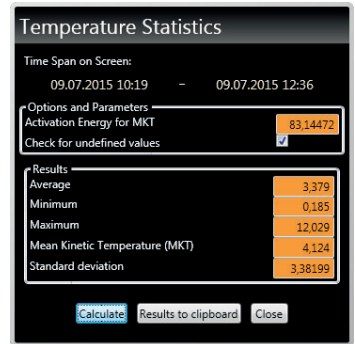 Temperature Statistics
Time Span on Screen:
09.07.2015 10:19 – 09.07.2015 12:36
Options and Parameters
Activation Energy for MKT 83,14472
Check for undefined values
Results
Average 3,379
Minimum 0,185
Maximum 12,029
Mean Kinetic Temperature (MKT) 4,124
Standard deviation 3,38199
Calculate Results to clipboard Close